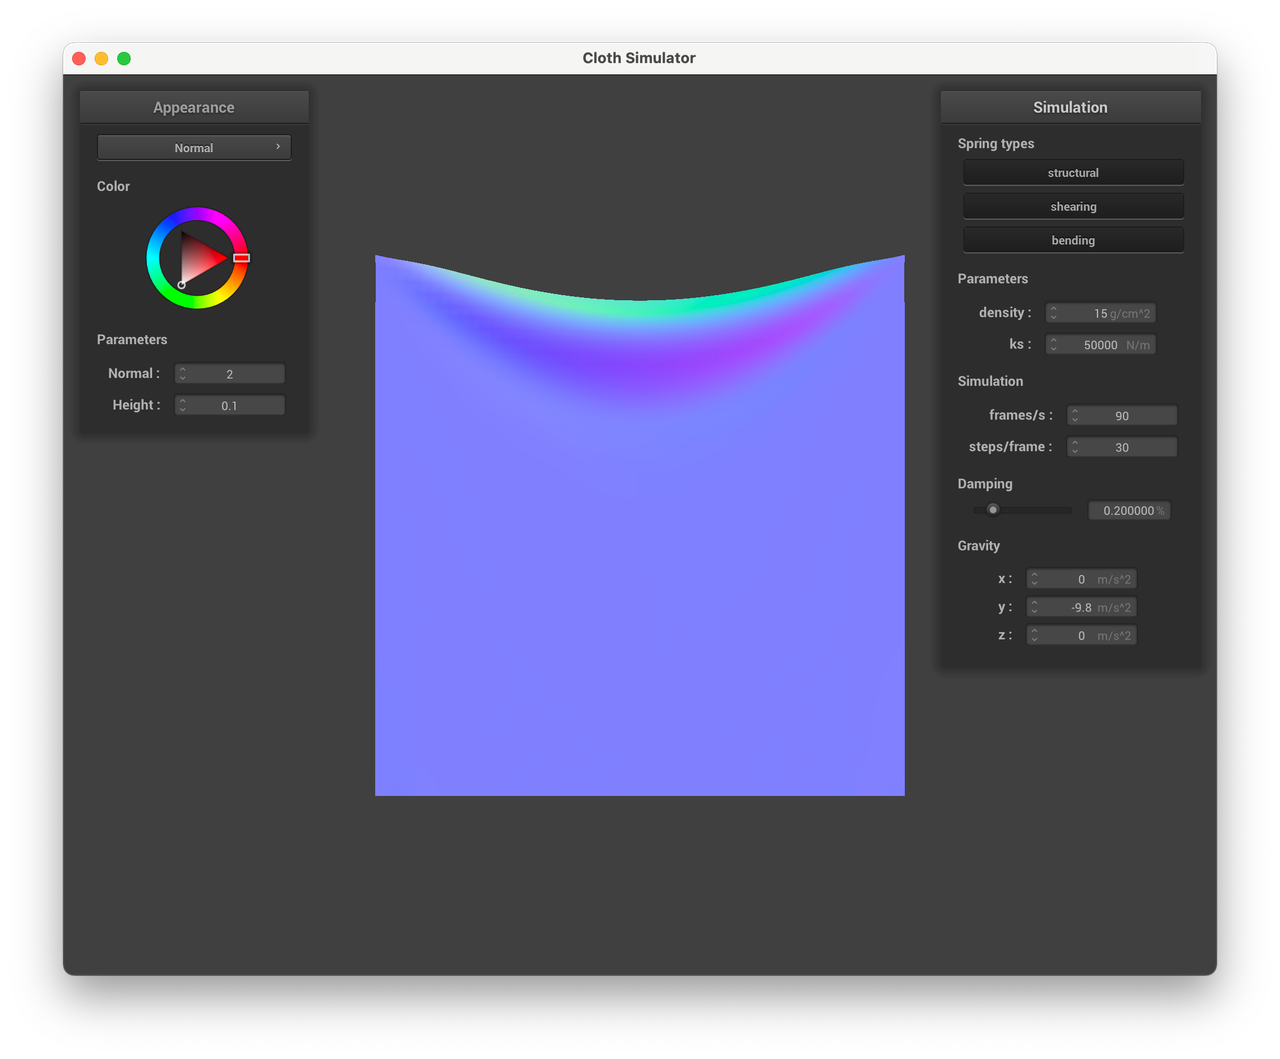 Cloth Simulator
Appearance
Normal
Color
Parameters
Normal : 2
Height : 0.1
Simulation
Spring types
structural
shearing
bending
Parameters
density : 15 g/cm^2
ks : 50000 N/m
Simulation
frames/s : 90
steps/frame : 30
Damping
0.200000 %
Gravity
x : 0 m/s^2
y : -9.8 m/s^2
z : 0 m/s^2